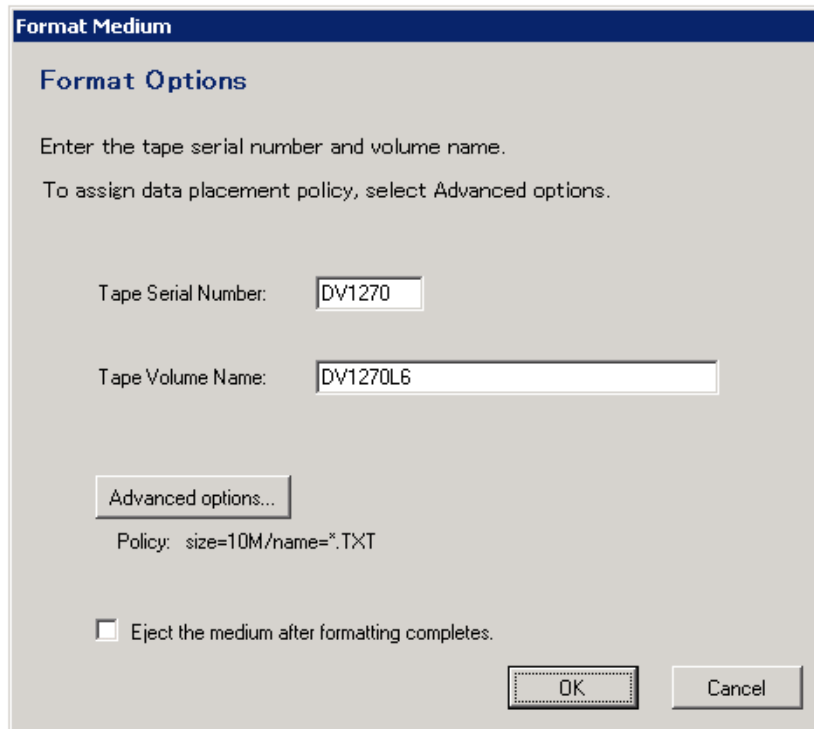 Format Medium
Format Options
Enter the tape serial number and volume name.
To assign data placement policy, select Advanced options.
Tape Serial Number: DV1270
Tape Volume Name: DV1270L6
Advanced options...
Policy: size=10M/name=*.TXT
Eject the medium after formatting completes.
OK Cancel